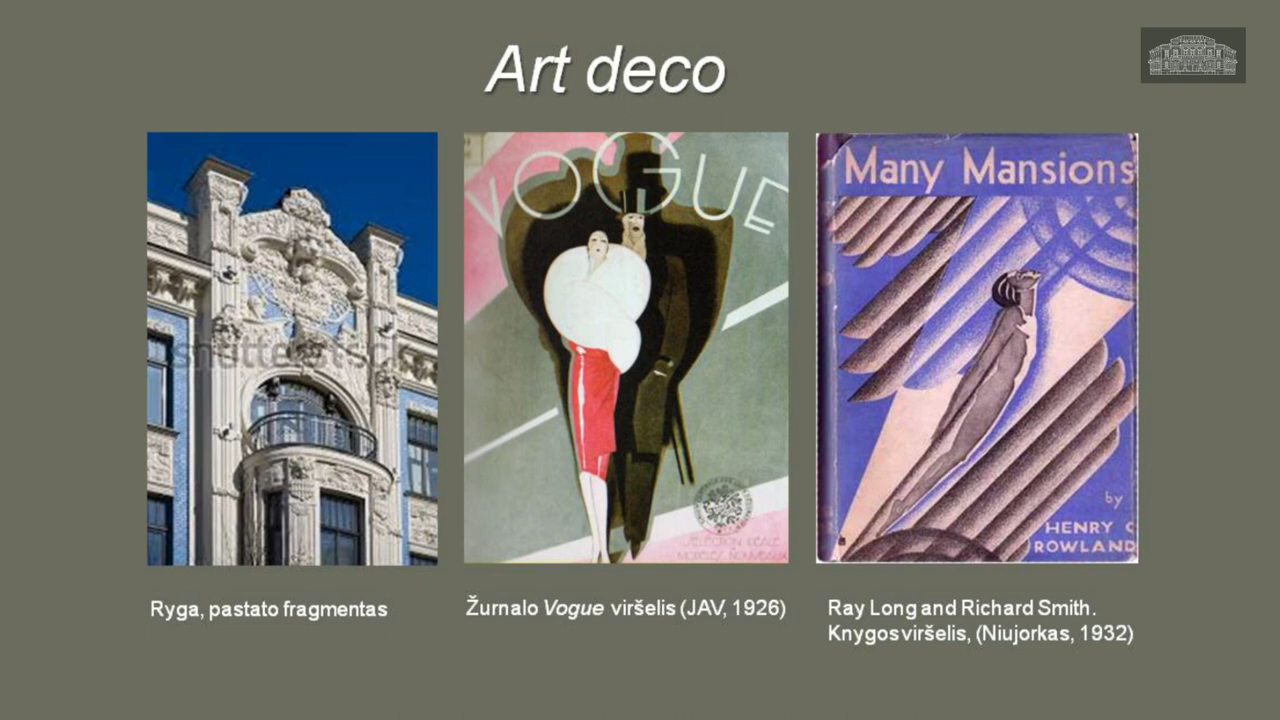 Art deco
VOGUE
Many Mansions
by
HENRY C
ROWLAND
Ryga, pastato fragmentas
Žurnalo Vogue viršelis (JAV, 1926)
Ray Long and Richard Smith.
Knygos viršelis, (Niujorkas, 1932)